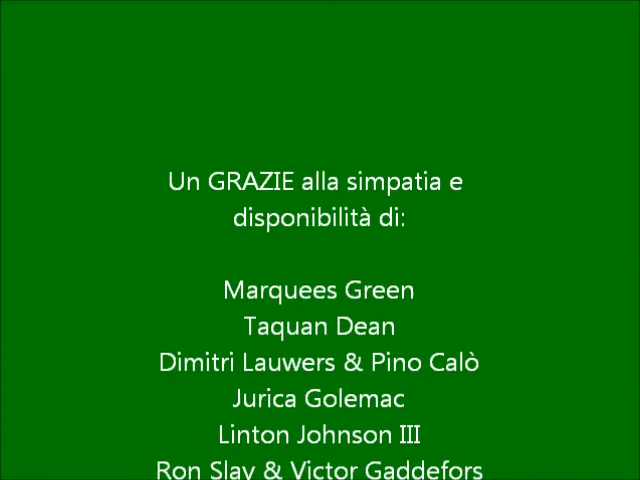 Un GRAZIE alla simpatia e
disponibilità di:
Marquees Green
Taquan Dean
Dimitri Lauwers & Pino Calò
Jurica Golemac
Linton Johnson III
Ron Slay & Victor Gaddefors